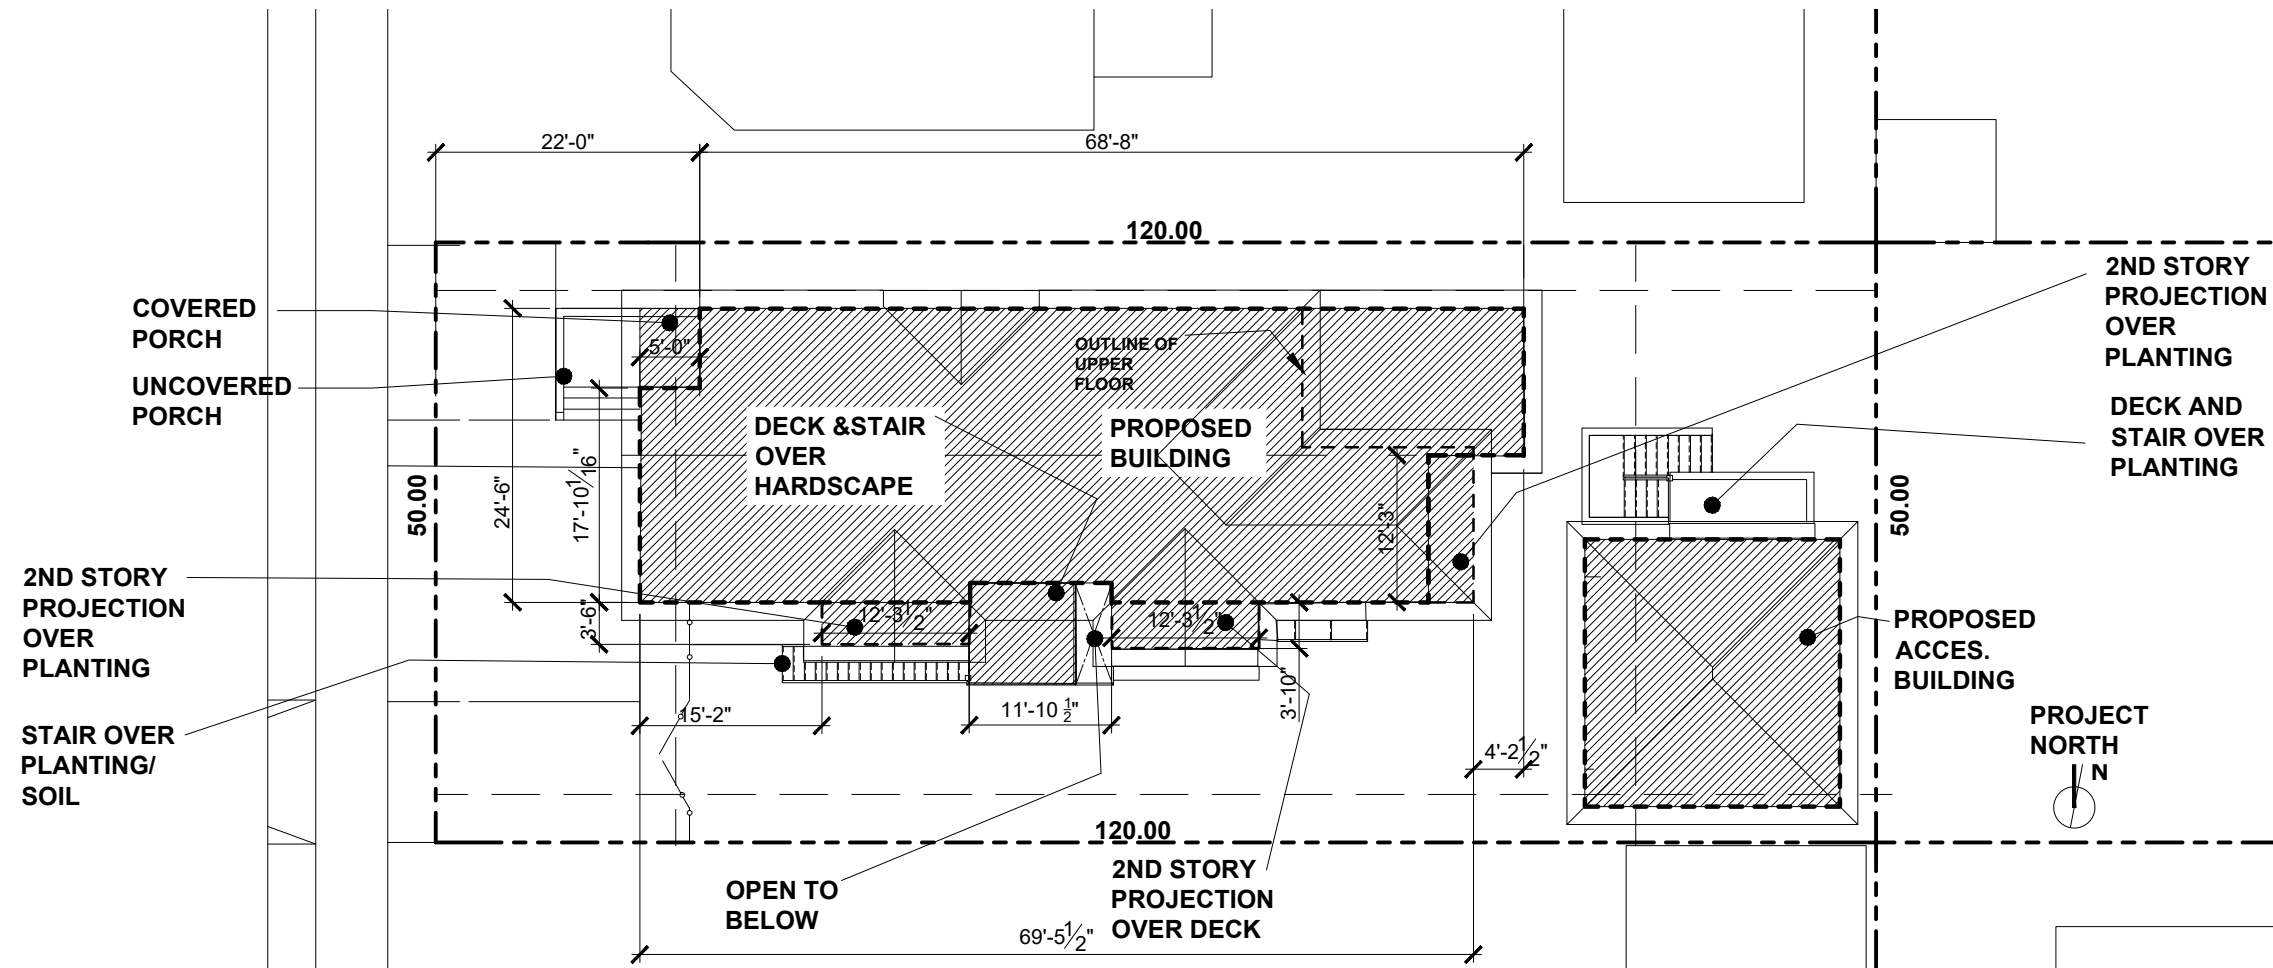 22'-0"
68'-8"
120.00
COVERED
PORCH
UNCOVERED
PORCH
5'-0"
OUTLINE OF
UPPER
FLOOR
2ND STORY
PROJECTION
OVER
PLANTING
DECK AND
STAIR OVER
PLANTING
DECK &STAIR
OVER
HARDSCAPE
PROPOSED
BUILDING
50.00
24'-6"
17'-10 1/16"
12'-3"
50.00
2ND STORY
PROJECTION
OVER
PLANTING
3'-6"
12'-3 1/2"
12'-3 1/2"
PROPOSED
ACCES.
BUILDING
STAIR OVER
PLANTING/
SOIL
15'-2"
11'-10 1/2"
3'-10"
4'-2 1/2"
PROJECT
NORTH
N
120.00
OPEN TO
BELOW
2ND STORY
PROJECTION
OVER DECK
69'-5 1/2"